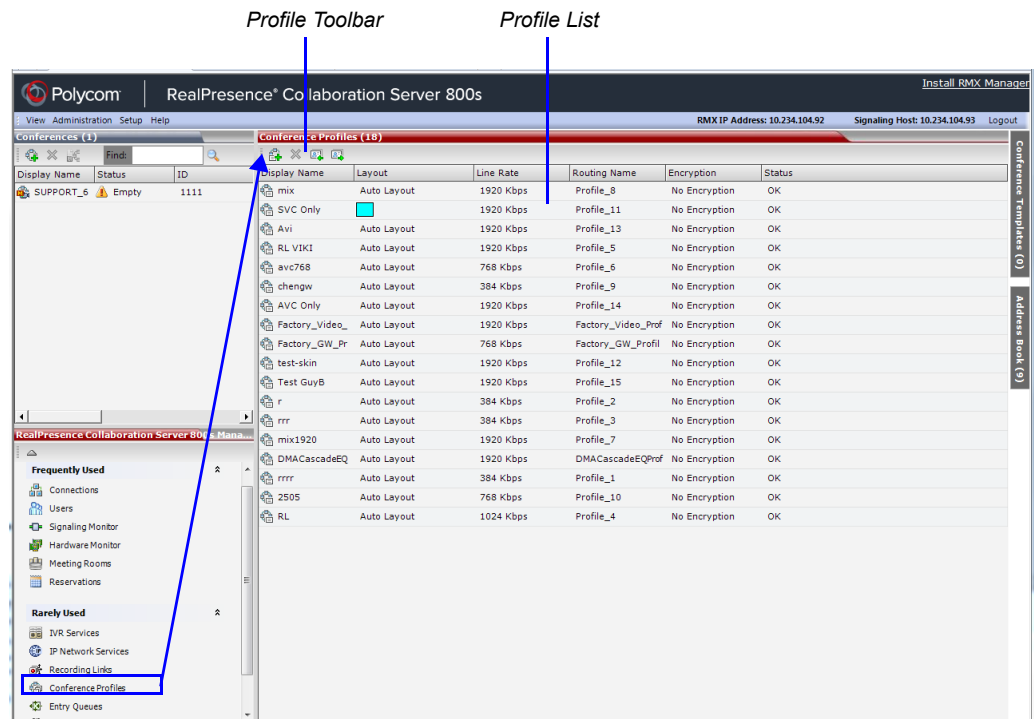 Profile Toolbar
Profile List
Polycom
RealPresence® Collaboration Server 800s
Install RMX Manager
View Administration Setup Help
RMX IP Address: 10.234.104.92
Signaling Host: 10.234.104.93
Logout
Conferences (1)
Find:
Display Name Status ID
SUPPORT_6 Empty 1111
Conference Profiles (18)
Display Name Layout Line Rate Routing Name Encryption Status
mix Auto Layout 1920 Kbps Profile_8 No Encryption OK
SVC Only 1920 Kbps Profile_11 No Encryption OK
Avi Auto Layout 1920 Kbps Profile_13 No Encryption OK
RL VIKI Auto Layout 1920 Kbps Profile_5 No Encryption OK
avc768 Auto Layout 768 Kbps Profile_6 No Encryption OK
chengw Auto Layout 384 Kbps Profile_9 No Encryption OK
AVC Only Auto Layout 1920 Kbps Profile_14 No Encryption OK
Factory_Video_ Auto Layout 1920 Kbps Factory_Video_Prof No Encryption OK
Factory_GW_Pr Auto Layout 768 Kbps Factory_GW_Profil No Encryption OK
test-skin Auto Layout 1920 Kbps Profile_12 No Encryption OK
Test GuyB Auto Layout 1920 Kbps Profile_15 No Encryption OK
r Auto Layout 384 Kbps Profile_2 No Encryption OK
rrr Auto Layout 384 Kbps Profile_3 No Encryption OK
mix1920 Auto Layout 1920 Kbps Profile_7 No Encryption OK
DMACascadeEQ Auto Layout 1920 Kbps DMACascadeEQProf No Encryption OK
rrrr Auto Layout 384 Kbps Profile_1 No Encryption OK
2505 Auto Layout 768 Kbps Profile_10 No Encryption OK
RL Auto Layout 1024 Kbps Profile_4 No Encryption OK
Conference Templates (0)
Address Book (9)
RealPresence Collaboration Server 800s Mana...
Frequently Used
Connections
Users
Signaling Monitor
Hardware Monitor
Meeting Rooms
Reservations
Rarely Used
IVR Services
IP Network Services
Recording Links
Conference Profiles
Entry Queues